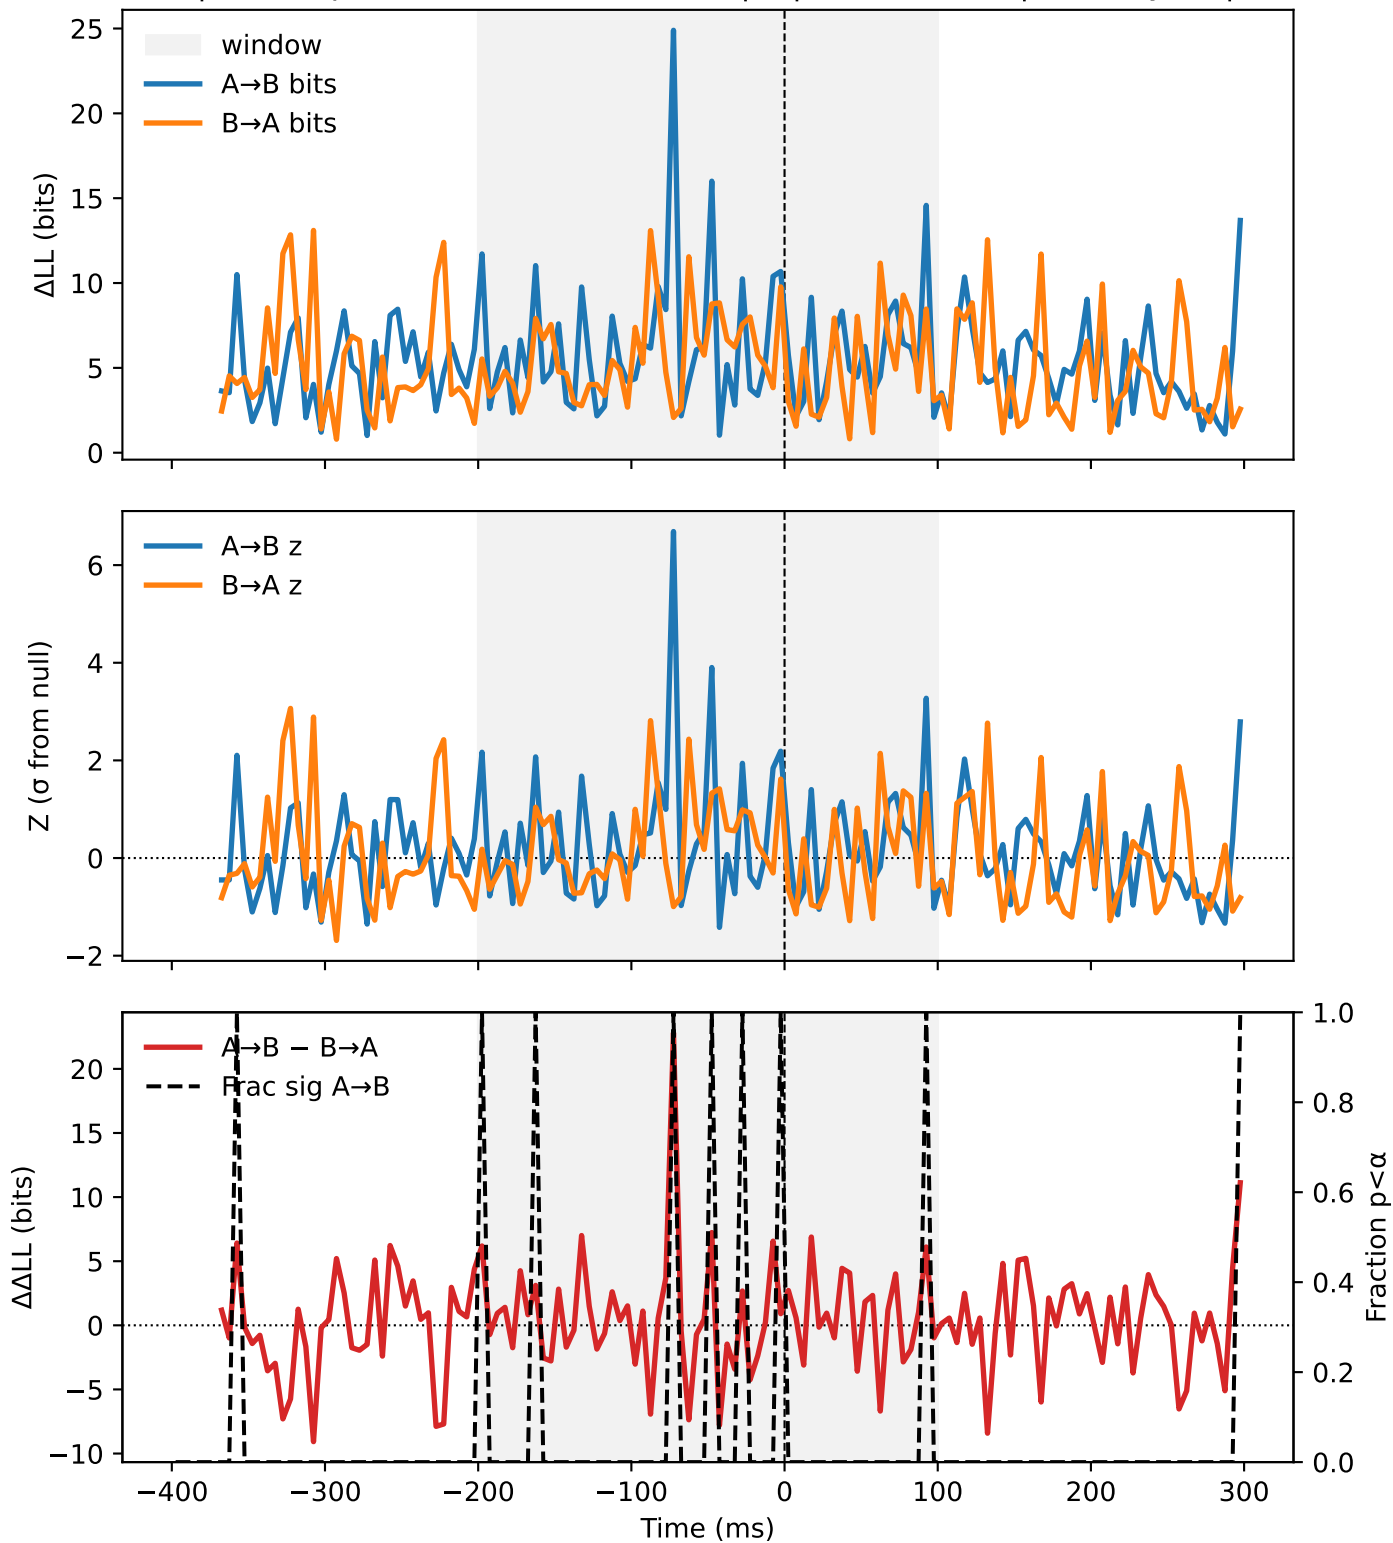 25
20
15
10
5
0
ΔLL (bits)
window
A→B bits
B→A bits
6
4
2
0
−2
Z (σ from null)
A→B z
B→A z
20
15
10
5
0
−5
−10
ΔΔLL (bits)
A→B − B→A
Frac sig A→B
1.0
0.8
0.6
0.4
0.2
0.0
Fraction p<α
−400 −300 −200 −100 0 100 200 300
Time (ms)